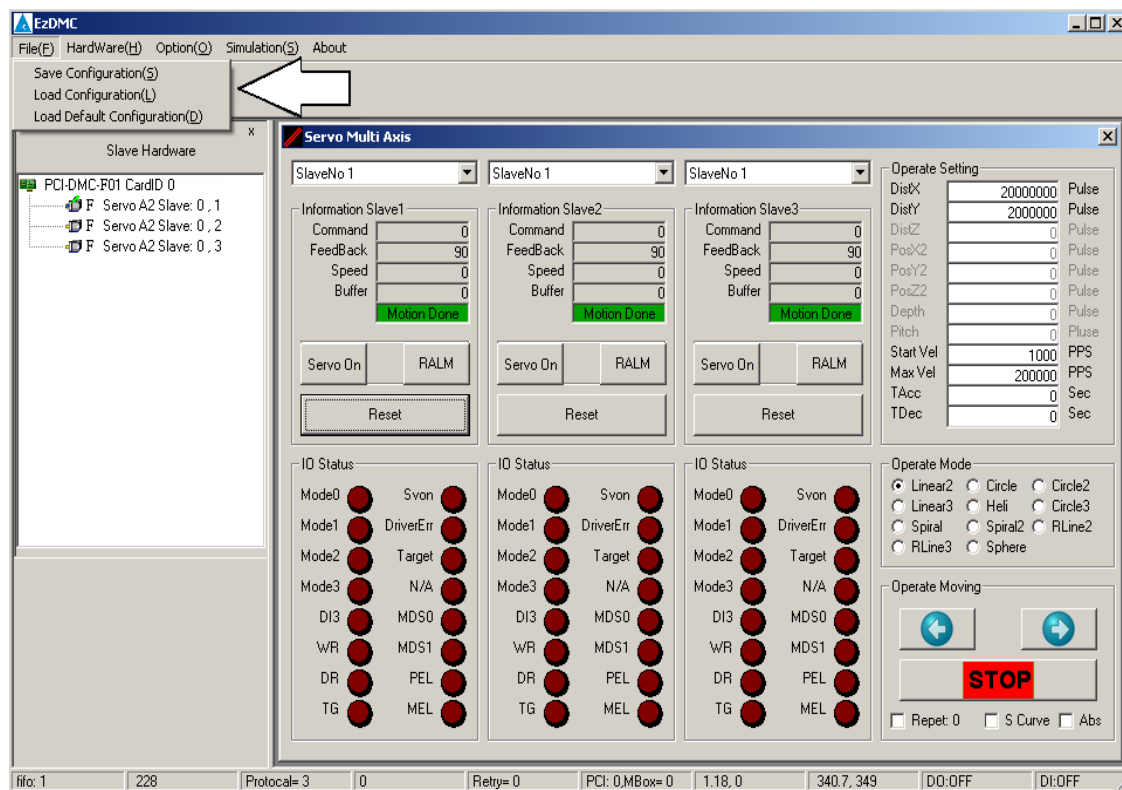 EzDMC
File(F) HardWare(H) Option(O) Simulation(S) About
Save Configuration(S)
Load Configuration(L)
Load Default Configuration(D)
x
Slave Hardware
PCI-DMC-F01 CardID 0
F Servo A2 Slave: 0 , 1
F Servo A2 Slave: 0 , 2
F Servo A2 Slave: 0 , 3
Servo Multi Axis
SlaveNo 1 SlaveNo 1 SlaveNo 1
Information Slave1
Command 0
FeedBack 90
Speed 0
Buffer 0
Motion Done
Servo On RALM
Reset
Information Slave2
Command 0
FeedBack 90
Speed 0
Buffer 0
Motion Done
Servo On RALM
Reset
Information Slave3
Command 0
FeedBack 90
Speed 0
Buffer 0
Motion Done
Servo On RALM
Reset
Operate Setting
DistX 20000000 Pulse
DistY 2000000 Pulse
DistZ 0 Pulse
PosX2 0 Pulse
PosY2 0 Pulse
PosZ2 0 Pulse
Depth 0 Pulse
Pitch 0 Pluse
Start Vel 1000 PPS
Max Vel 200000 PPS
TAcc 0 Sec
TDec 0 Sec
IO Status
Mode0 Svon
Mode1 DriverErr
Mode2 Target
Mode3 N/A
DI3 MDS0
WR MDS1
DR PEL
TG MEL
IO Status
Mode0 Svon
Mode1 DriverErr
Mode2 Target
Mode3 N/A
DI3 MDS0
WR MDS1
DR PEL
TG MEL
IO Status
Mode0 Svon
Mode1 DriverErr
Mode2 Target
Mode3 N/A
DI3 MDS0
WR MDS1
DR PEL
TG MEL
Operate Mode
Linear2 Circle Circle2
Linear3 Heli Circle3
Spiral Spiral2 RLine2
RLine3 Sphere
Operate Moving
STOP
Repet: 0 S Curve Abs
fifo: 1 228 Protocal= 3 0 Retry= 0 PCI: 0,MBox= 0 1.18, 0 340.7, 349 DO:OFF DI:OFF